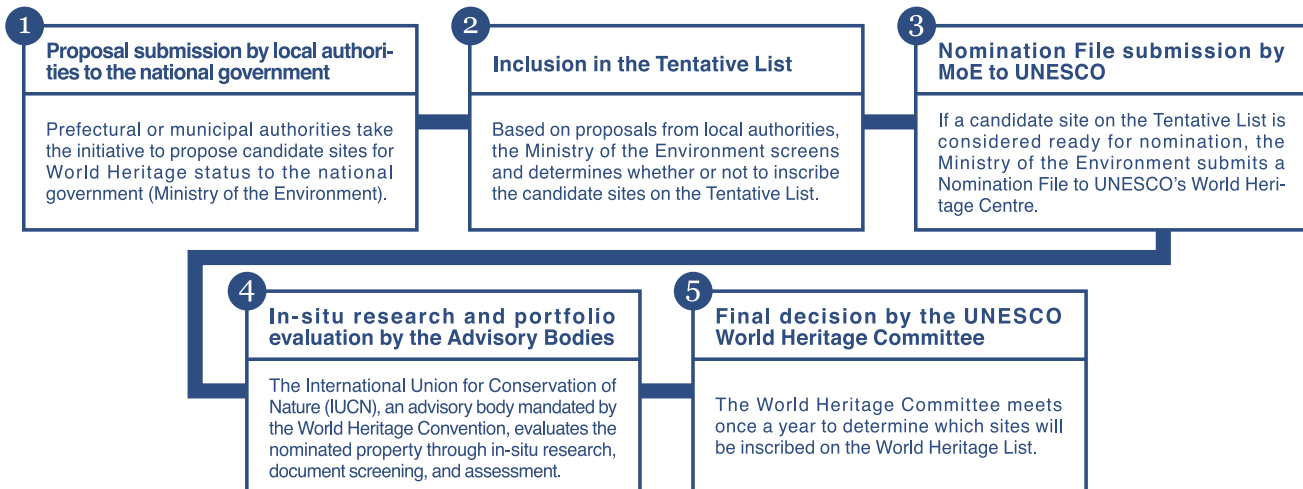 1
Proposal submission by local authori-
ties to the national government
Prefectural or municipal authorities take
the initiative to propose candidate sites for
World Heritage status to the national
government (Ministry of the Environment).
2
Inclusion in the Tentative List
Based on proposals from local authorities,
the Ministry of the Environment screens
and determines whether or not to inscribe
the candidate sites on the Tentative List.
3
Nomination File submission by
MoE to UNESCO
If a candidate site on the Tentative List is
considered ready for nomination, the
Ministry of the Environment submits a
Nomination File to UNESCO's World Heri-
tage Centre.
4
In-situ research and portfolio
evaluation by the Advisory Bodies
The International Union for Conservation of
Nature (IUCN), an advisory body mandated by
the World Heritage Convention, evaluates the
nominated property through in-situ research,
document screening, and assessment.
5
Final decision by the UNESCO
World Heritage Committee
The World Heritage Committee meets
once a year to determine which sites will
be inscribed on the World Heritage List.